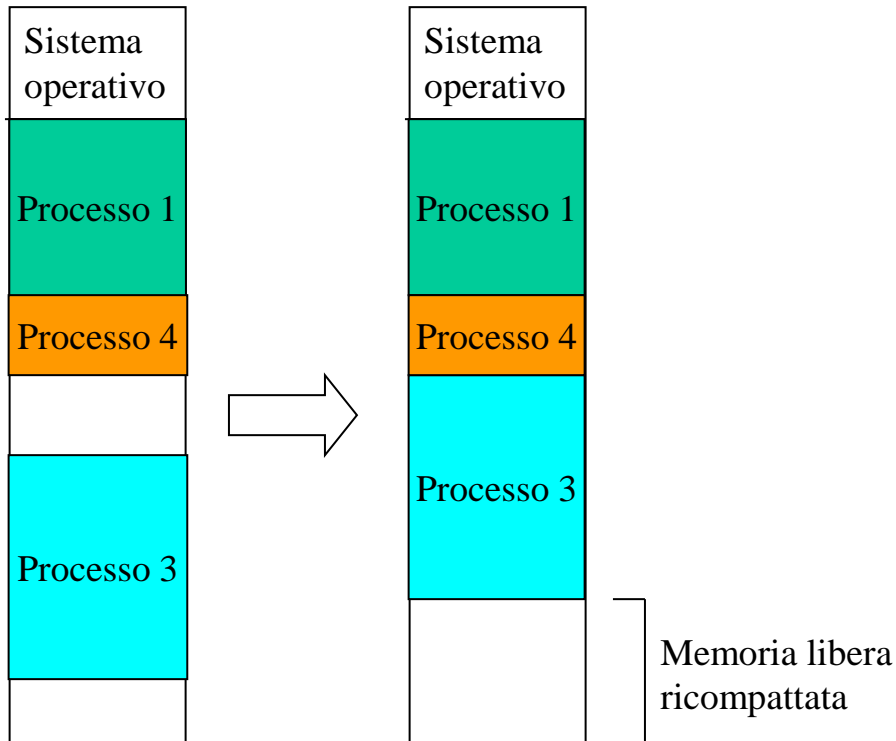 Sistema
operativo
Processo 1
Processo 4
Processo 3
Sistema
operativo
Processo 1
Processo 4
Processo 3
Memoria libera
ricompattata